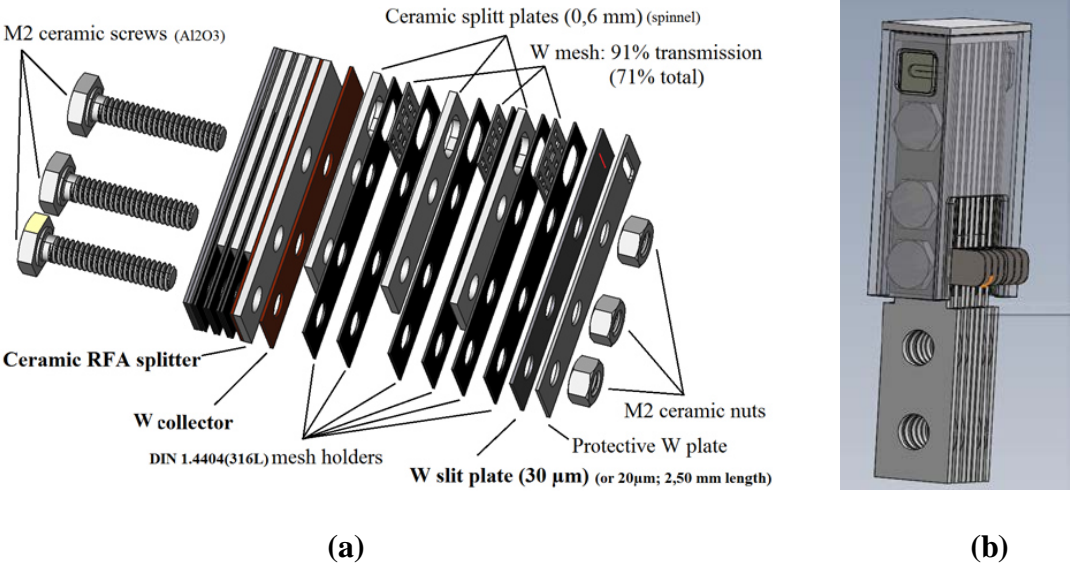 Ceramic splitt plates (0,6 mm) (spinnel)
M2 ceramic screws (Al2O3)
W mesh: 91% transmission
(71% total)
Ceramic RFA splitter
W collector
M2 ceramic nuts
Protective W plate
DIN 1.4404(316L) mesh holders
W slit plate (30 µm) (or 20µm; 2,50 mm length)
(a)
(b)